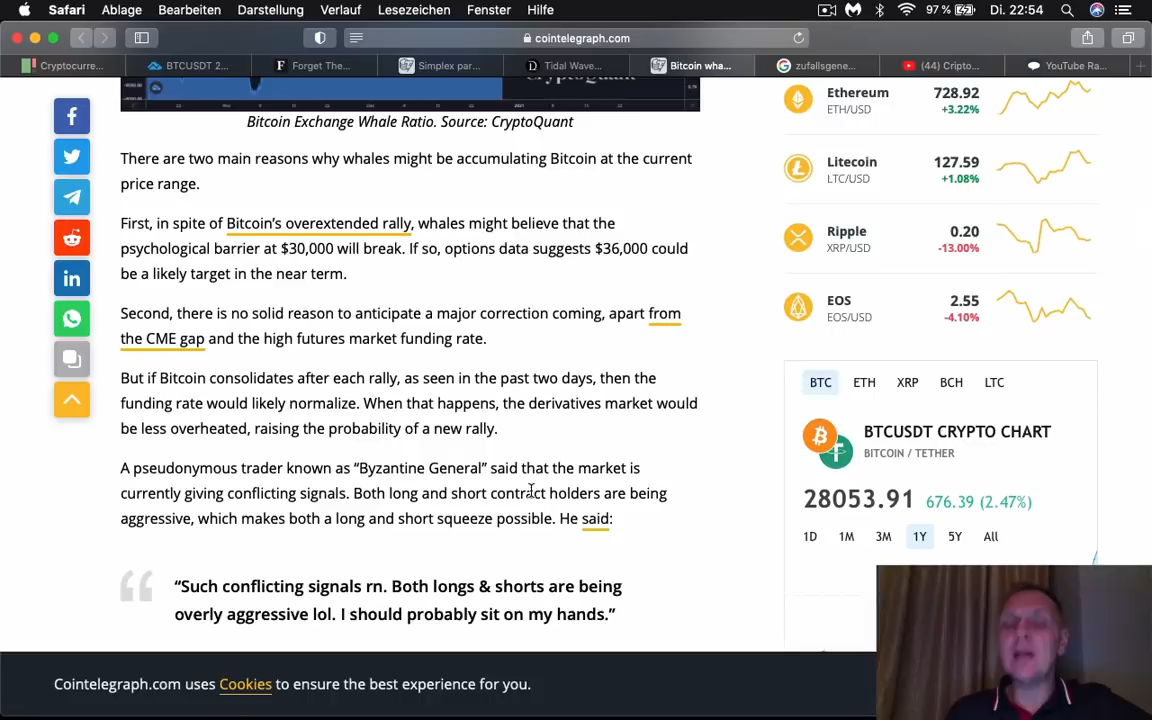 Safari Ablage Bearbeiten Darstellung Verlauf Lesezeichen Fenster Hilfe 97 % Di. 22:54
cointelegraph.com
Cryptocurre... BTCUSDT 2... Forget The... Simplex par... Tidal Wave... Bitcoin wha... zufallsgene... (44) Cripto... YouTube Ra...
CryptoQuant
Bitcoin Exchange Whale Ratio. Source: CryptoQuant
There are two main reasons why whales might be accumulating Bitcoin at the current
price range.
First, in spite of Bitcoin’s overextended rally, whales might believe that the
psychological barrier at $30,000 will break. If so, options data suggests $36,000 could
be a likely target in the near term.
Second, there is no solid reason to anticipate a major correction coming, apart from
the CME gap and the high futures market funding rate.
But if Bitcoin consolidates after each rally, as seen in the past two days, then the
funding rate would likely normalize. When that happens, the derivatives market would
be less overheated, raising the probability of a new rally.
A pseudonymous trader known as “Byzantine General” said that the market is
currently giving conflicting signals. Both long and short contract holders are being
aggressive, which makes both a long and short squeeze possible. He said:
“Such conflicting signals rn. Both longs & shorts are being
overly aggressive lol. I should probably sit on my hands.”
Ethereum 728.92
ETH/USD +3.22%
Litecoin 127.59
LTC/USD +1.08%
Ripple 0.20
XRP/USD -13.00%
EOS 2.55
EOS/USD -4.10%
BTC ETH XRP BCH LTC
BTCUSDT CRYPTO CHART
BITCOIN / TETHER
28053.91 676.39 (2.47%)
1D 1M 3M 1Y 5Y All
Cointelegraph.com uses Cookies to ensure the best experience for you.